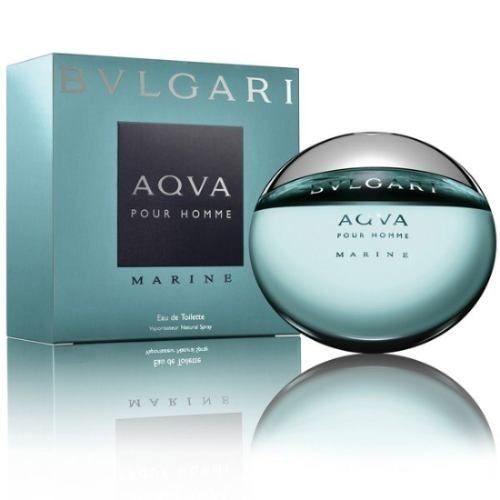 BVLGARI
AQVA
POUR HOMME
MARINE
Eau de Toilette
Vaporisateur Natural Spray
BVLGARI
AQVA
POUR HOMME
MARINE